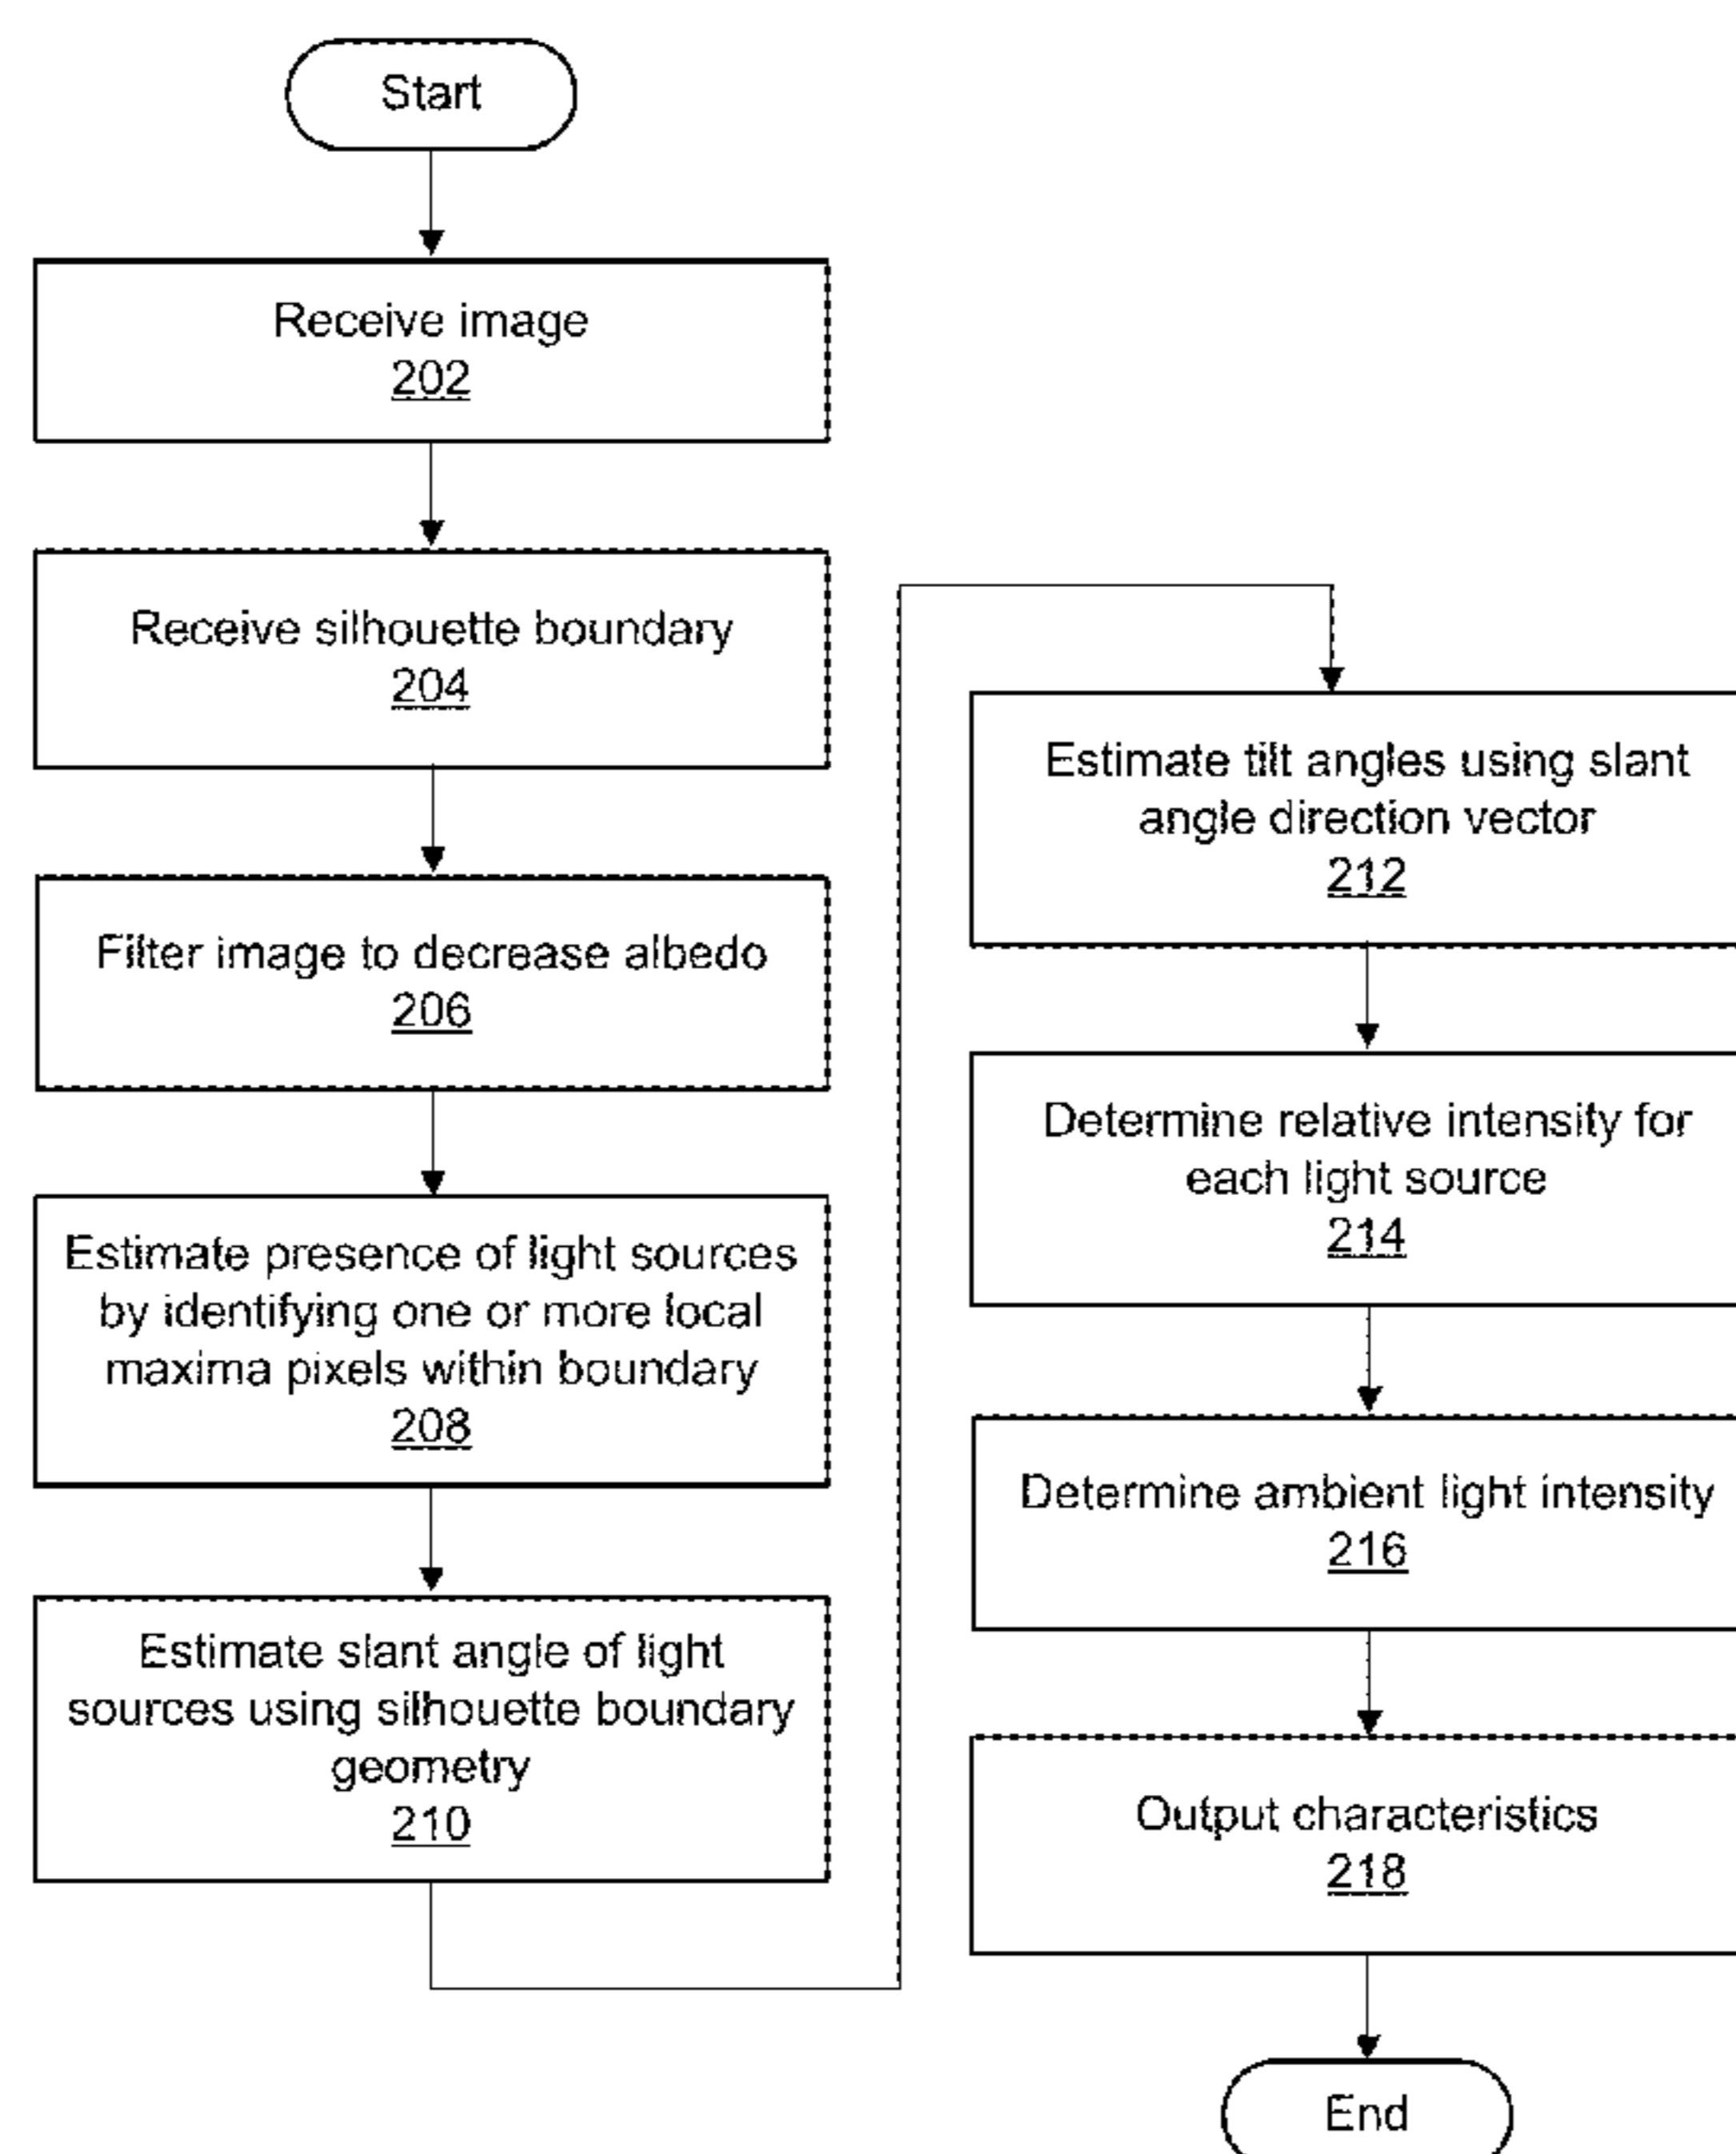 Start
Receive image
202
Receive silhouette boundary
204
Filter image to decrease albedo
206
Estimate presence of light sources
by identifying one or more local
maxima pixels within boundary
208
Estimate slant angle of light
sources using silhouette boundary
geometry
210
Estimate tilt angles using slant
angle direction vector
212
Determine relative intensity for
each light source
214
Determine ambient light intensity
216
Output characteristics
218
End